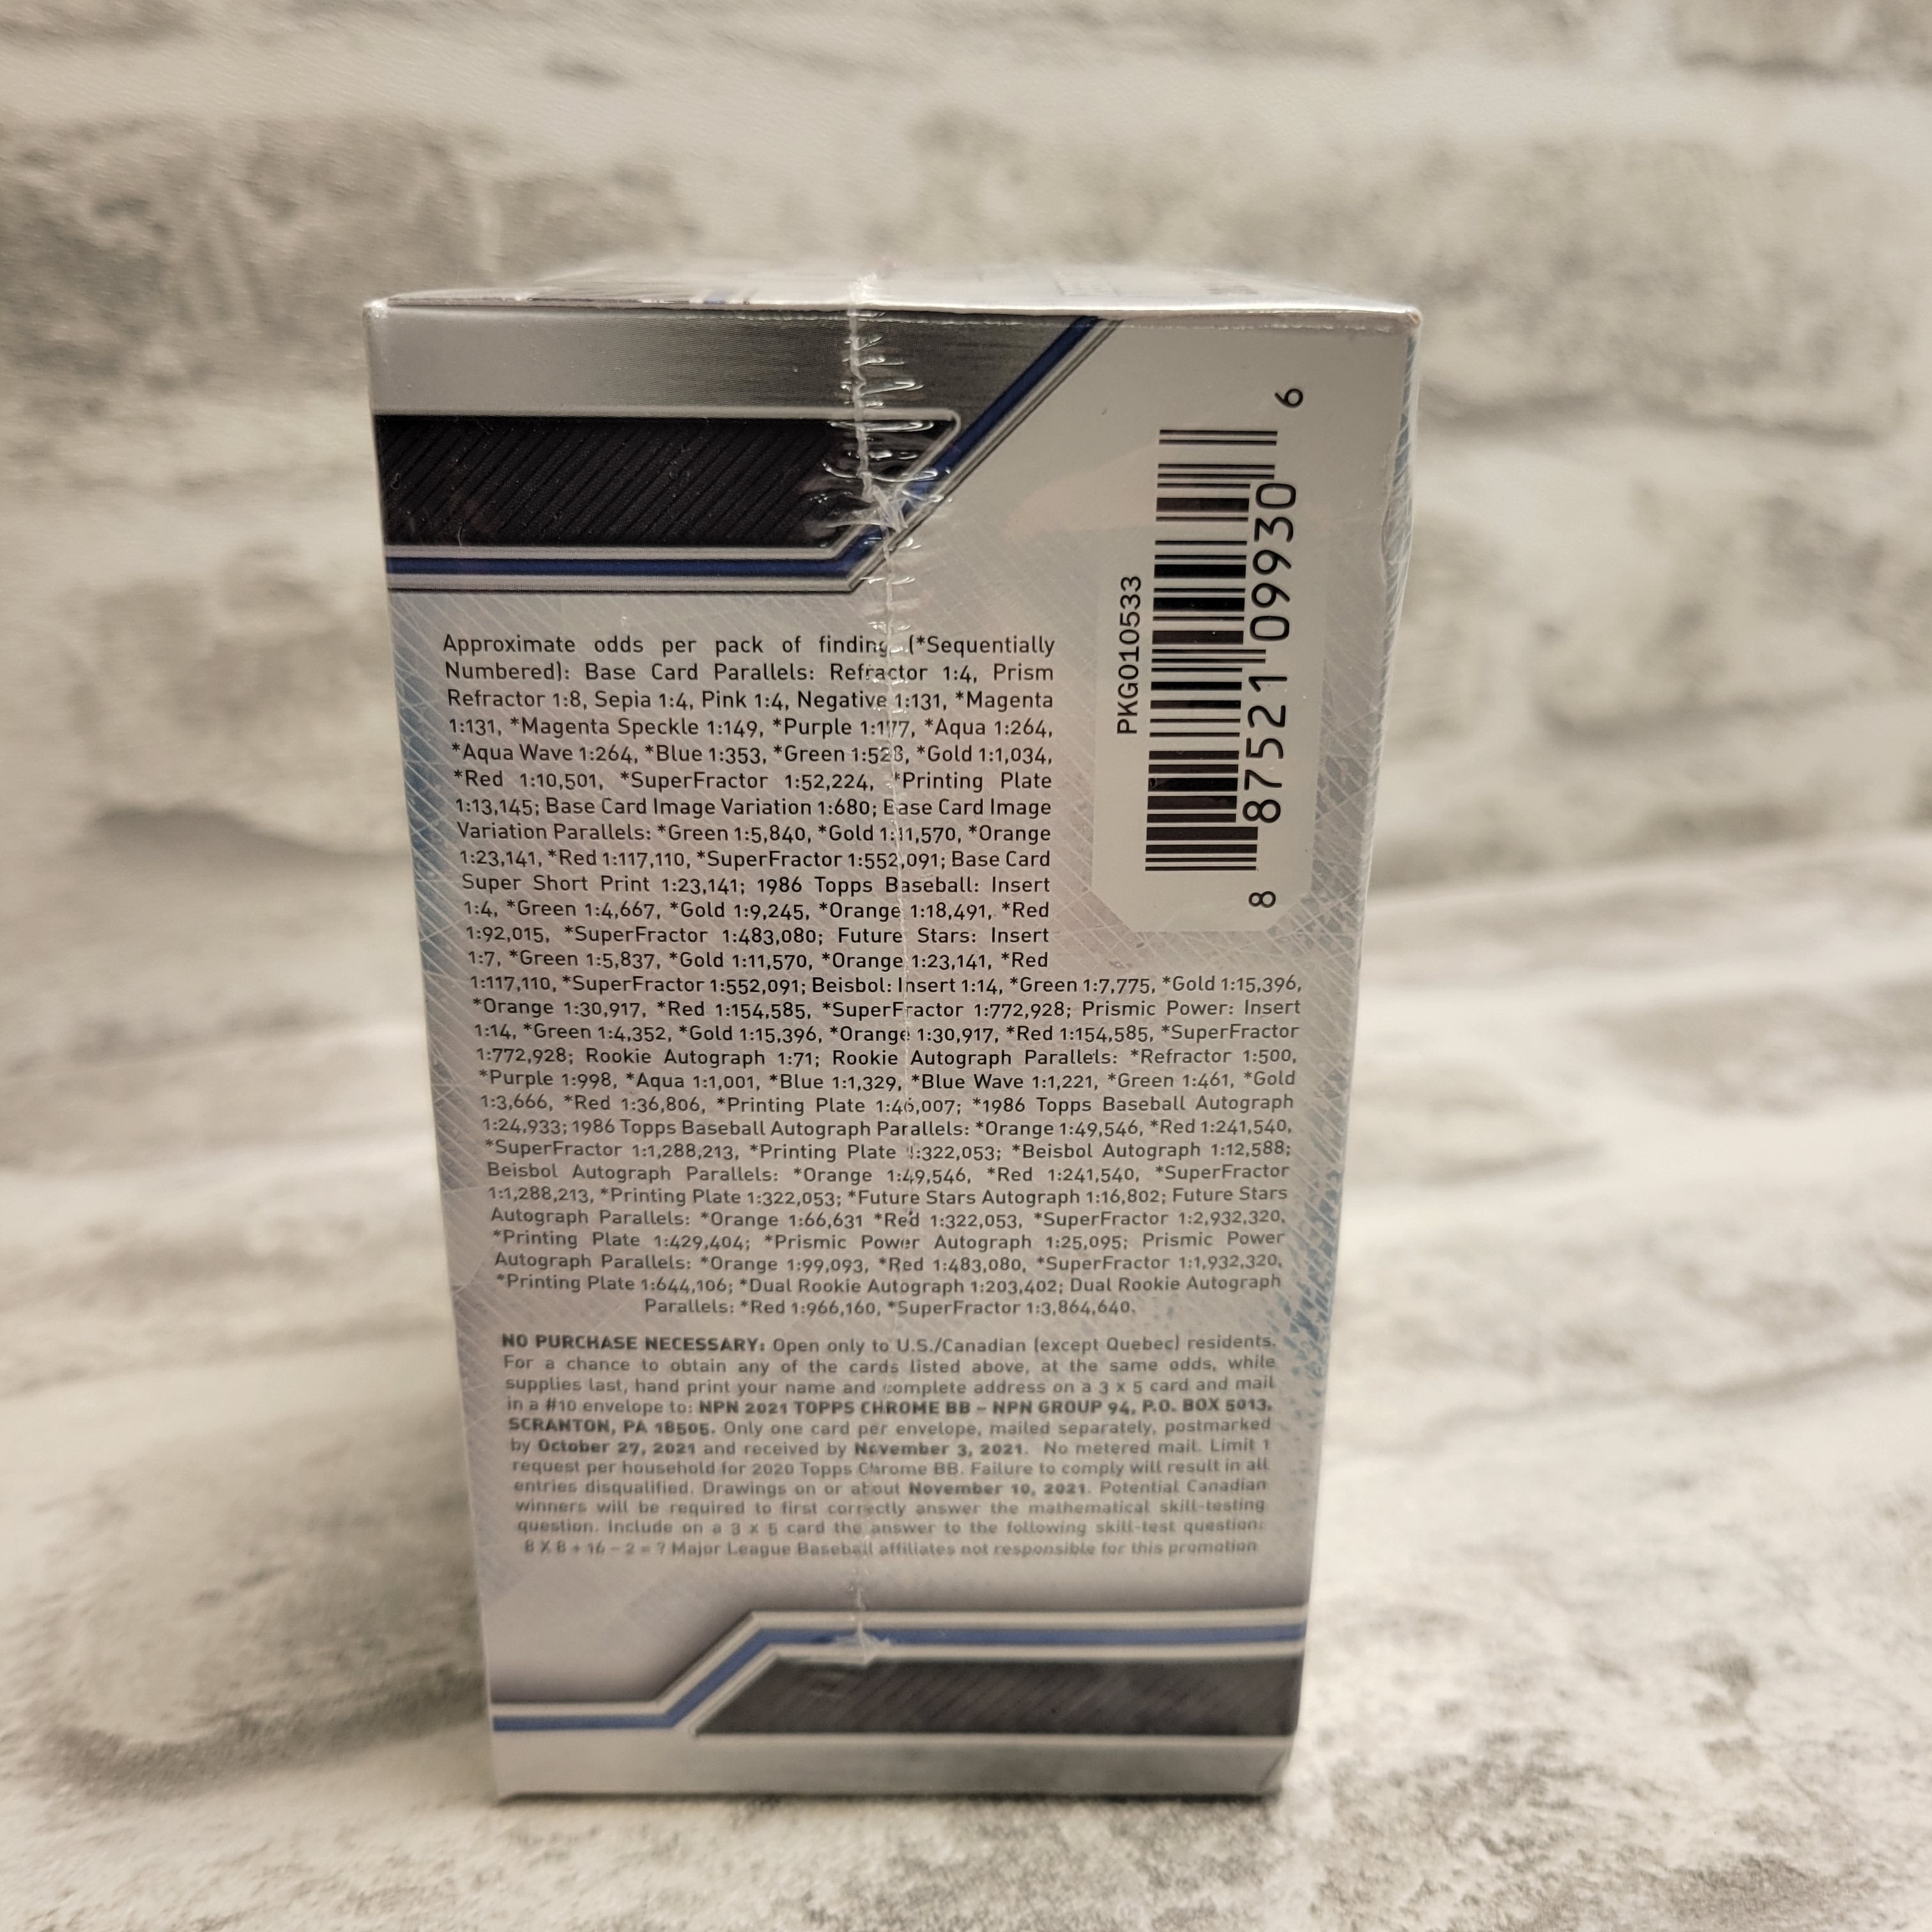 Approximate odds per pack of finding (*Sequentially
Numbered): Base Card Parallels: Refractor 1:4, Prism
Refractor 1:8, Sepia 1:4, Pink 1:4, Negative 1:131, *Magenta
1:131, *Magenta Speckle 1:149, *Purple 1:177, *Aqua 1:264,
*Aqua Wave 1:264, *Blue 1:353, *Green 1:528, *Gold 1:1,034,
*Red 1:10,501, *SuperFractor 1:52,224, *Printing Plate
1:13,145; Base Card Image Variation 1:680; Base Card Image
Variation Parallels: *Green 1:5,840, *Gold 1:11,570, *Orange
1:23,141, *Red 1:117,110, *SuperFractor 1:552,091; Base Card
Super Short Print 1:23,141; 1986 Topps Baseball: Insert
1:4, *Green 1:4,667, *Gold 1:9,245, *Orange 1:18,491, *Red
1:92,015, *SuperFractor 1:483,080; Future Stars: Insert
1:7, *Green 1:5,837, *Gold 1:11,570, *Orange 1:23,141, *Red
1:117,110, *SuperFractor 1:552,091; Beisbol: Insert 1:14, *Green 1:7,775, *Gold 1:15,396,
*Orange 1:30,917, *Red 1:154,585, *SuperFractor 1:772,928; Prismic Power: Insert
1:14, *Green 1:4,352, *Gold 1:15,396, *Orange 1:30,917, *Red 1:154,585, *SuperFractor
1:772,928; Rookie Autograph 1:71; Rookie Autograph Parallels: *Refractor 1:500,
*Purple 1:998, *Aqua 1:1,001, *Blue 1:1,329, *Blue Wave 1:1,221, *Green 1:461, *Gold
1:3,666, *Red 1:36,806, *Printing Plate 1:46,007; *1986 Topps Baseball Autograph
1:24,933; 1986 Topps Baseball Autograph Parallels: *Orange 1:49,546, *Red 1:241,540,
*SuperFractor 1:1,288,213, *Printing Plate 1:322,053; *Beisbol Autograph 1:12,588;
Beisbol Autograph Parallels: *Orange 1:49,546, *Red 1:241,540, *SuperFractor
1:1,288,213, *Printing Plate 1:322,053; *Future Stars Autograph 1:16,802; Future Stars
Autograph Parallels: *Orange 1:66,631 *Red 1:322,053, *SuperFractor 1:2,932,320,
*Printing Plate 1:429,404; *Prismic Power Autograph 1:25,095; Prismic Power
Autograph Parallels: *Orange 1:99,093, *Red 1:483,080, *SuperFractor 1:1,932,320,
*Printing Plate 1:644,106; *Dual Rookie Autograph 1:203,402; Dual Rookie Autograph
Parallels: *Red 1:966,160, *SuperFractor 1:3,864,640.
NO PURCHASE NECESSARY: Open only to U.S./Canadian (except Quebec) residents.
For a chance to obtain any of the cards listed above, at the same odds, while
supplies last, hand print your name and complete address on a 3 x 5 card and mail
in a #10 envelope to: NPN 2021 TOPPS CHROME BB – NPN GROUP 94, P.O. BOX 5013,
SCRANTON, PA 18505. Only one card per envelope, mailed separately, postmarked
by October 27, 2021 and received by November 3, 2021. No metered mail. Limit 1
request per household for 2020 Topps Chrome BB. Failure to comply will result in all
entries disqualified. Drawings on or about November 10, 2021. Potential Canadian
winners will be required to first correctly answer the mathematical skill-testing
question. Include on a 3 x 5 card the answer to the following skill-test question:
8 X 8 + 16 – 2 = ? Major League Baseball affiliates not responsible for this promotion
PKG010533
8 87521 09930 6